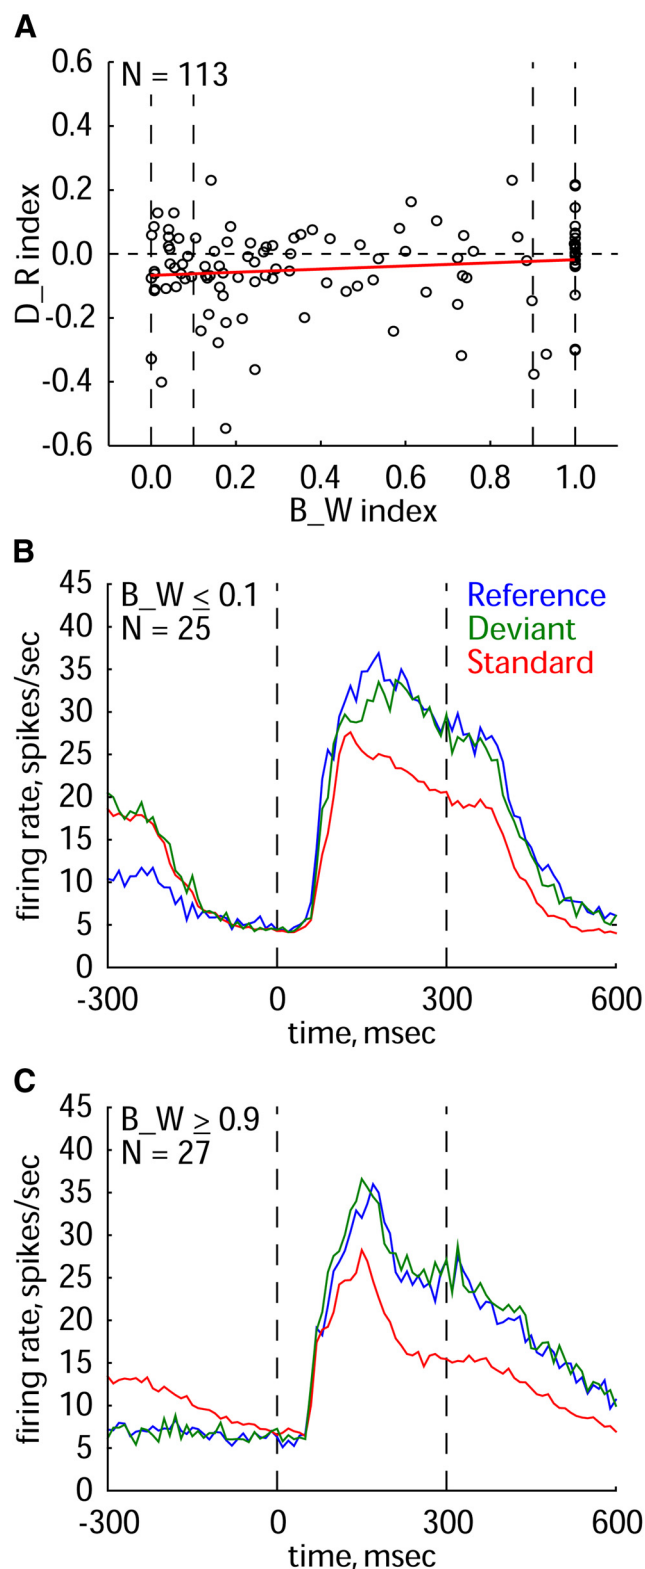 A
N = 113
0.6
0.4
0.2
0.0
-0.2
-0.4
-0.6
D_R index
0.0 0.2 0.4 0.6 0.8 1.0
B_W index
B
B_W ≤ 0.1
N = 25
Reference
Deviant
Standard
45
40
35
30
25
20
15
10
5
0
firing rate, spikes/sec
-300 0 300 600
time, msec
C
B_W ≥ 0.9
N = 27
45
40
35
30
25
20
15
10
5
0
firing rate, spikes/sec
-300 0 300 600
time, msec